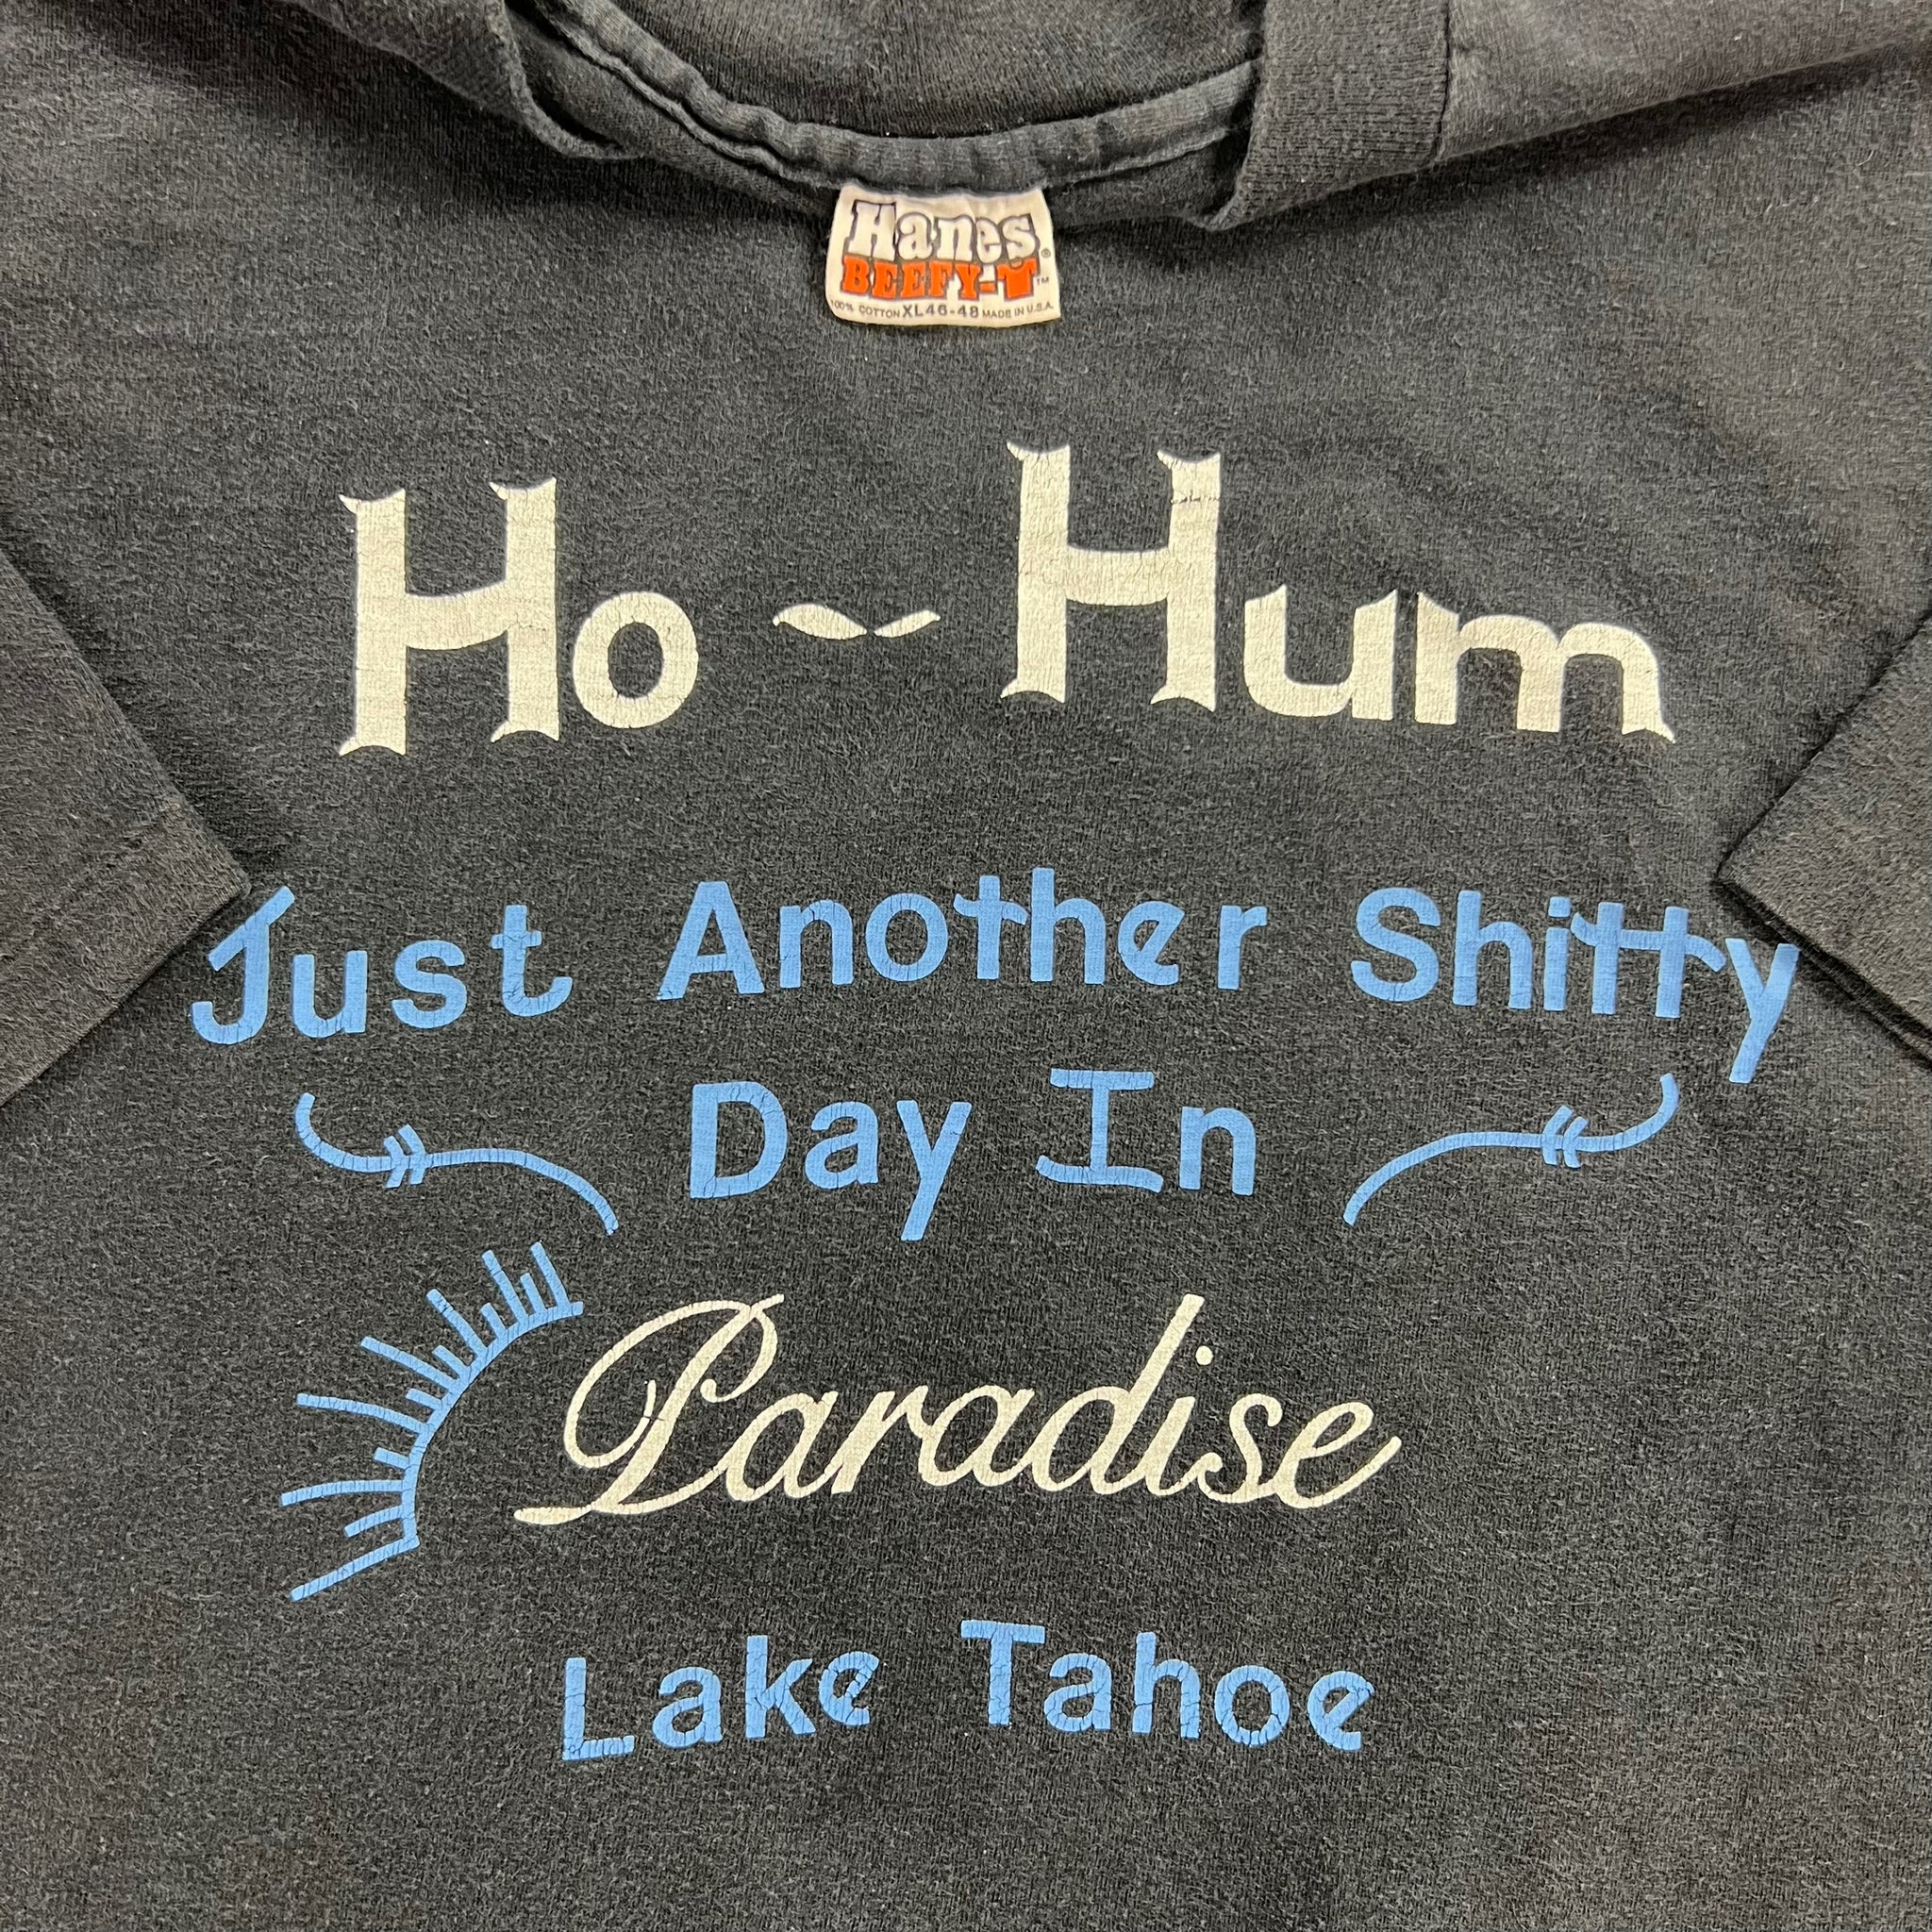 Hanes®
BEEFY-T™
100% COTTON XL 46-48 MADE IN U.S.A.
Ho-Hum
Just Another Shitty
Day In
Paradise
Lake Tahoe